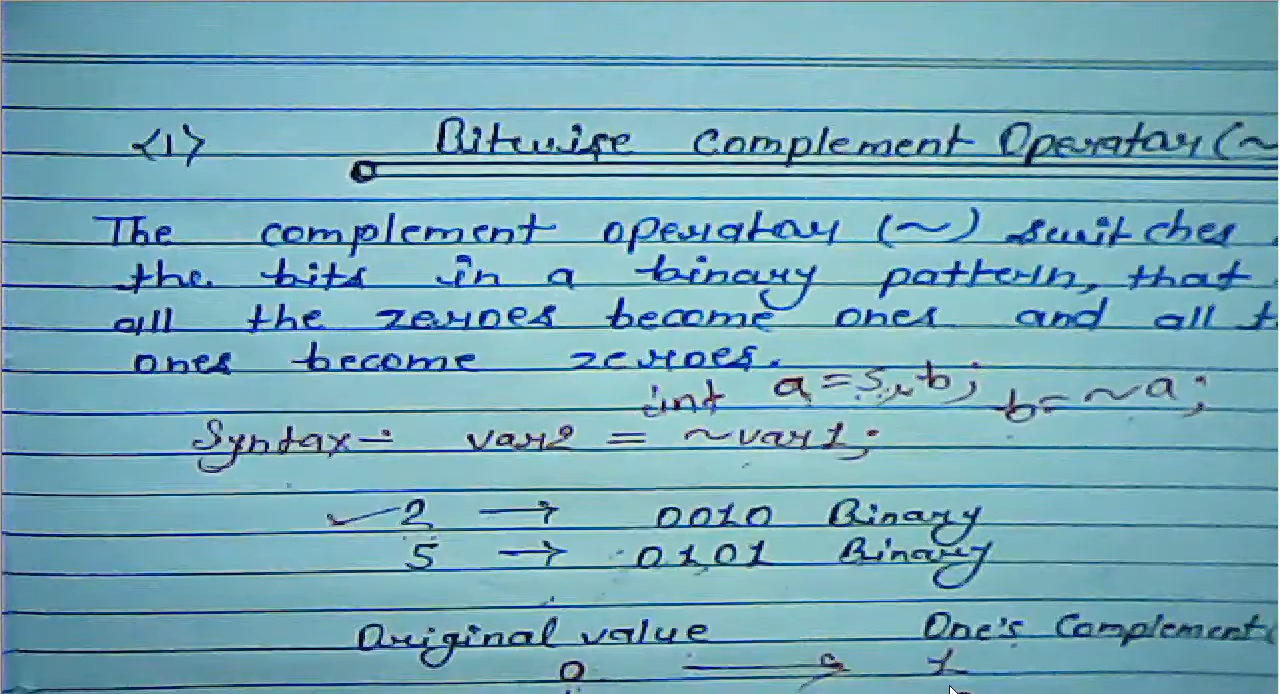 <1> Bitwise Complement Operator (~
The complement operator (~) switches
the bits in a binary pattern, that
all the zeroes become ones and all t
ones become zeroes.
int a=5, b; b=~a;
Syntax:- var2 = ~var1;
2 → 0010 Binary
5 → 0101 Binary
Original value One's Complement(
0 → 1